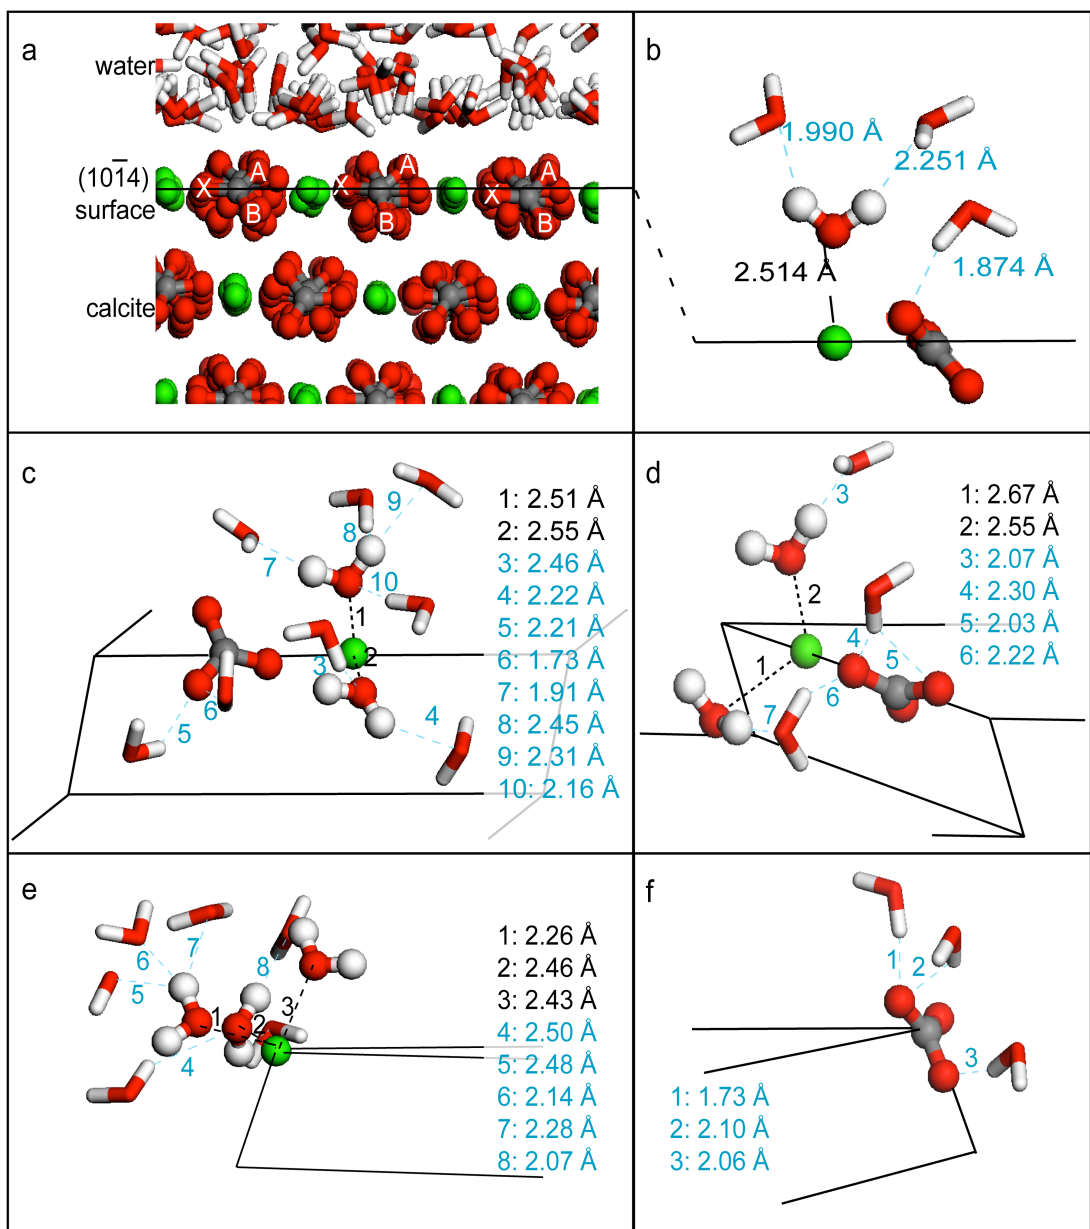 a
water
(101̄4)
surface
calcite
X
A
B
X
A
B
X
A
B
b
1.990 Å
2.251 Å
2.514 Å
1.874 Å
c
1
2
3
4
5
6
7
8
9
10
1: 2.51 Å
2: 2.55 Å
3: 2.46 Å
4: 2.22 Å
5: 2.21 Å
6: 1.73 Å
7: 1.91 Å
8: 2.45 Å
9: 2.31 Å
10: 2.16 Å
d
3
2
1
4
5
6
7
1: 2.67 Å
2: 2.55 Å
3: 2.07 Å
4: 2.30 Å
5: 2.03 Å
6: 2.22 Å
e
6
7
5
8
1
2
3
4
1: 2.26 Å
2: 2.46 Å
3: 2.43 Å
4: 2.50 Å
5: 2.48 Å
6: 2.14 Å
7: 2.28 Å
8: 2.07 Å
f
1
2
3
1: 1.73 Å
2: 2.10 Å
3: 2.06 Å